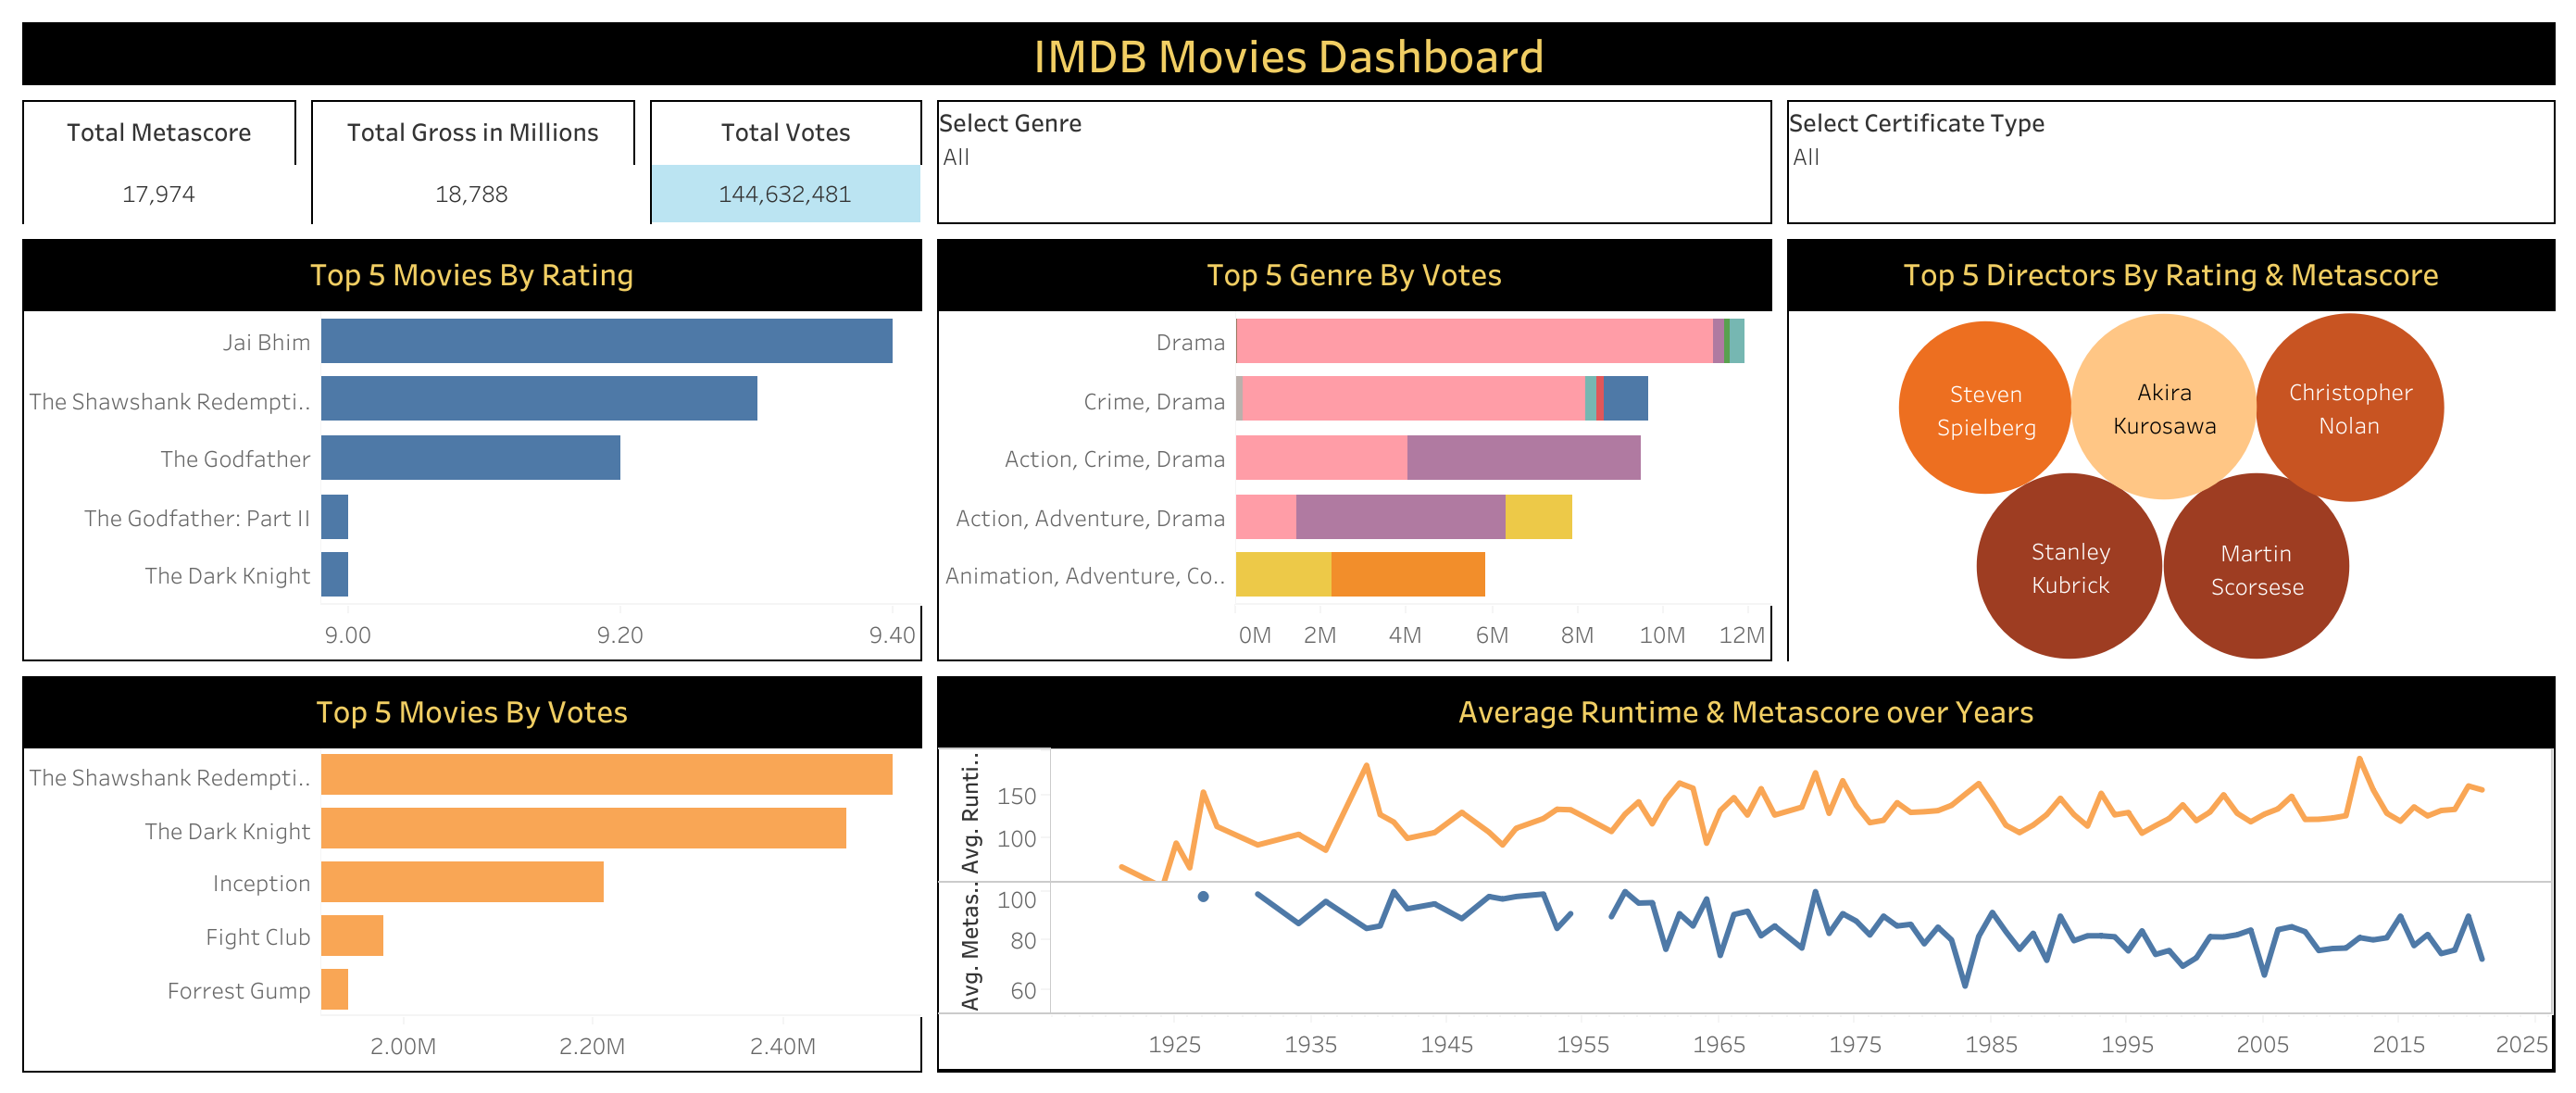 IMDB Movies Dashboard
Total Metascore
17,974
Total Gross in Millions
18,788
Total Votes
144,632,481
Select Genre
All
Select Certificate Type
All
Top 5 Movies By Rating
Jai Bhim
The Shawshank Redempti..
The Godfather
The Godfather: Part II
The Dark Knight
9.00 9.20 9.40
Top 5 Genre By Votes
Drama
Crime, Drama
Action, Crime, Drama
Action, Adventure, Drama
Animation, Adventure, Co..
0M 2M 4M 6M 8M 10M 12M
Top 5 Directors By Rating & Metascore
Steven
Spielberg
Akira
Kurosawa
Christopher
Nolan
Stanley
Kubrick
Martin
Scorsese
Top 5 Movies By Votes
The Shawshank Redempti..
The Dark Knight
Inception
Fight Club
Forrest Gump
2.00M 2.20M 2.40M
Average Runtime & Metascore over Years
Avg. Runti..
150
100
Avg. Metas..
100
80
60
1925 1935 1945 1955 1965 1975 1985 1995 2005 2015 2025